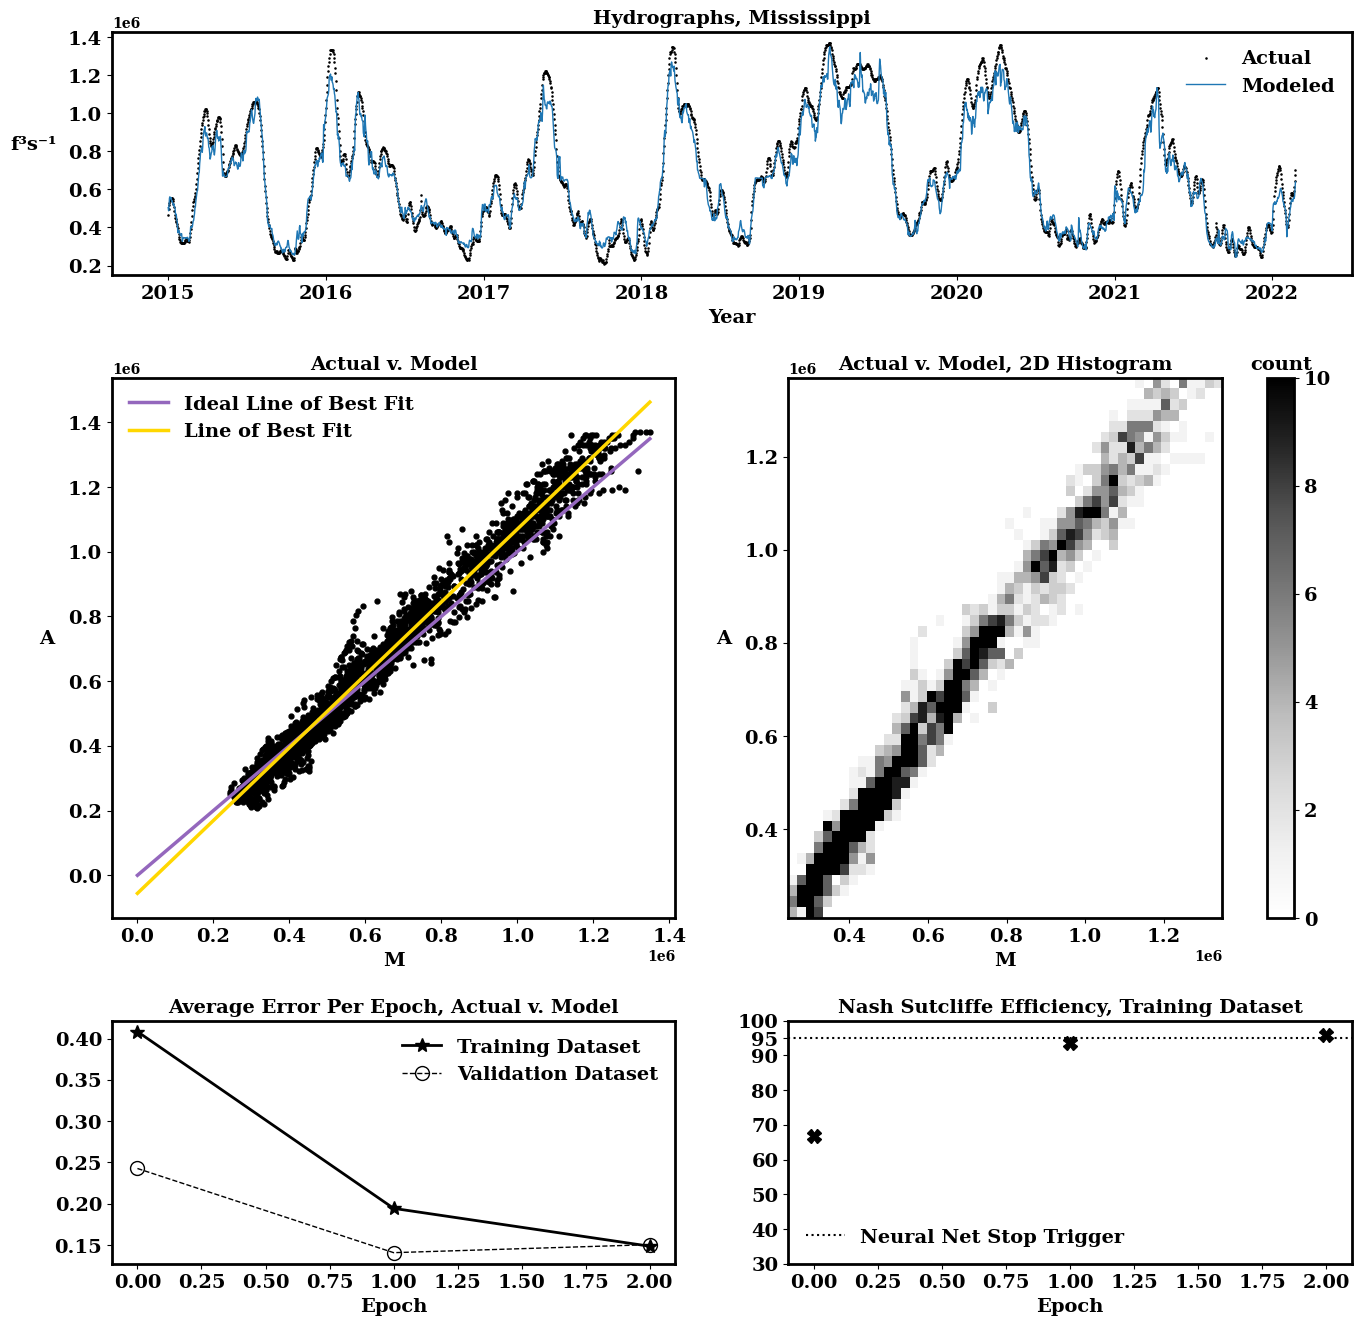 Hydrographs, Mississippi
1e6
1.4
1.2
1.0
0.8
0.6
0.4
0.2
f³s⁻¹
Actual
Modeled
2015 2016 2017 2018 2019 2020 2021 2022
Year
Actual v. Model
1e6
1.4
1.2
1.0
0.8
0.6
0.4
0.2
0.0
A
Ideal Line of Best Fit
Line of Best Fit
0.0 0.2 0.4 0.6 0.8 1.0 1.2 1.4
M
1e6
Actual v. Model, 2D Histogram
1e6
1.2
1.0
0.8
0.6
0.4
A
0.4 0.6 0.8 1.0 1.2
M
1e6
count
10
8
6
4
2
0
Average Error Per Epoch, Actual v. Model
0.40
0.35
0.30
0.25
0.20
0.15
Training Dataset
Validation Dataset
0.00 0.25 0.50 0.75 1.00 1.25 1.50 1.75 2.00
Epoch
Nash Sutcliffe Efficiency, Training Dataset
100
95
90
80
70
60
50
40
30
Neural Net Stop Trigger
0.00 0.25 0.50 0.75 1.00 1.25 1.50 1.75 2.00
Epoch